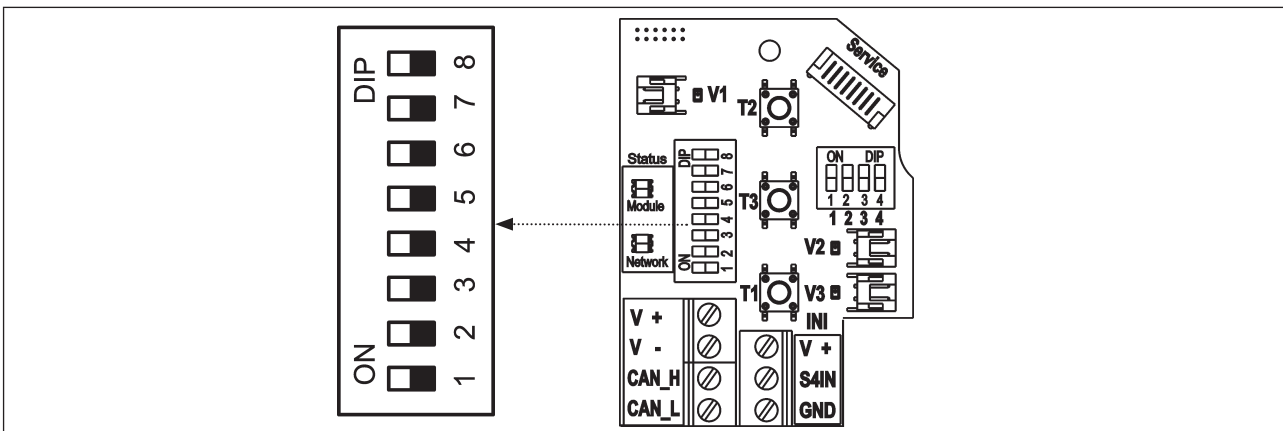 DIP
8
7
6
5
4
3
2
1
ON
Service
V1
T2
Status
DIP
8
7
6
5
4
3
2
1
ON
Module
Network
T3
ON DIP
1 2 3 4
1 2 3 4
V2
T1
V3
INI
V +
V -
CAN_H
CAN_L
V +
S4IN
GND